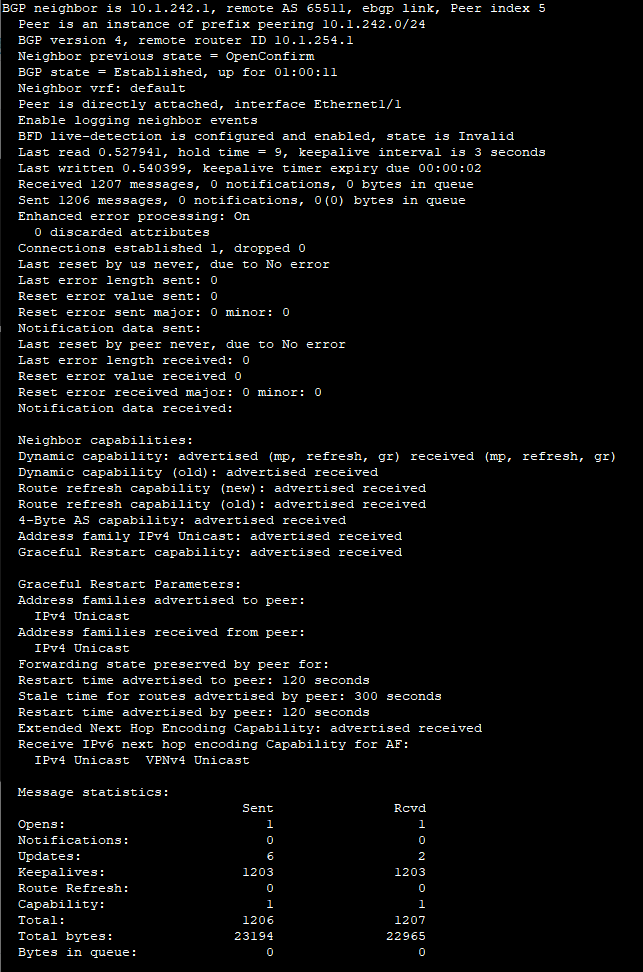 BGP neighbor is 10.1.242.1, remote AS 65511, ebgp link, Peer index 5
Peer is an instance of prefix peering 10.1.242.0/24
BGP version 4, remote router ID 10.1.254.1
Neighbor previous state = OpenConfirm
BGP state = Established, up for 01:00:11
Neighbor vrf: default
Peer is directly attached, interface Ethernet1/1
Enable logging neighbor events
BFD live-detection is configured and enabled, state is Invalid
Last read 0.527941, hold time = 9, keepalive interval is 3 seconds
Last written 0.540399, keepalive timer expiry due 00:00:02
Received 1207 messages, 0 notifications, 0 bytes in queue
Sent 1206 messages, 0 notifications, 0(0) bytes in queue
Enhanced error processing: On
0 discarded attributes
Connections established 1, dropped 0
Last reset by us never, due to No error
Last error length sent: 0
Reset error value sent: 0
Reset error sent major: 0 minor: 0
Notification data sent:
Last reset by peer never, due to No error
Last error length received: 0
Reset error value received 0
Reset error received major: 0 minor: 0
Notification data received:
Neighbor capabilities:
Dynamic capability: advertised (mp, refresh, gr) received (mp, refresh, gr)
Dynamic capability (old): advertised received
Route refresh capability (new): advertised received
Route refresh capability (old): advertised received
4-Byte AS capability: advertised received
Address family IPv4 Unicast: advertised received
Graceful Restart capability: advertised received
Graceful Restart Parameters:
Address families advertised to peer:
IPv4 Unicast
Address families received from peer:
IPv4 Unicast
Forwarding state preserved by peer for:
Restart time advertised to peer: 120 seconds
Stale time for routes advertised by peer: 300 seconds
Restart time advertised by peer: 120 seconds
Extended Next Hop Encoding Capability: advertised received
Receive IPv6 next hop encoding Capability for AF:
IPv4 Unicast VPNv4 Unicast
Message statistics:
Sent Rcvd
Opens: 1 1
Notifications: 0 0
Updates: 6 2
Keepalives: 1203 1203
Route Refresh: 0 0
Capability: 1 1
Total: 1206 1207
Total bytes: 23194 22965
Bytes in queue: 0 0